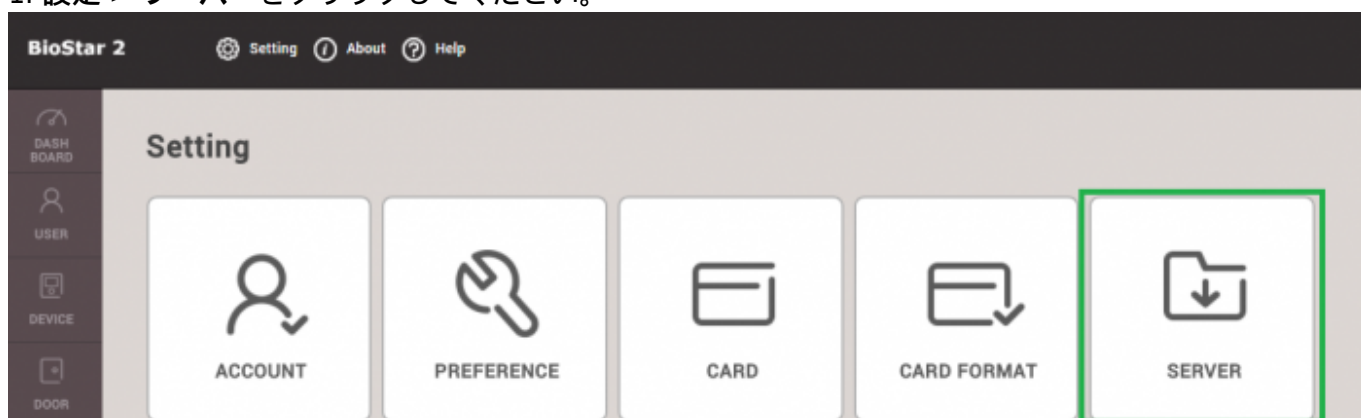 1. 設定 > サーバーをクリックしてください。
BioStar 2
Setting
About
Help
DASH
BOARD
USER
DEVICE
DOOR
Setting
ACCOUNT
PREFERENCE
CARD
CARD FORMAT
SERVER